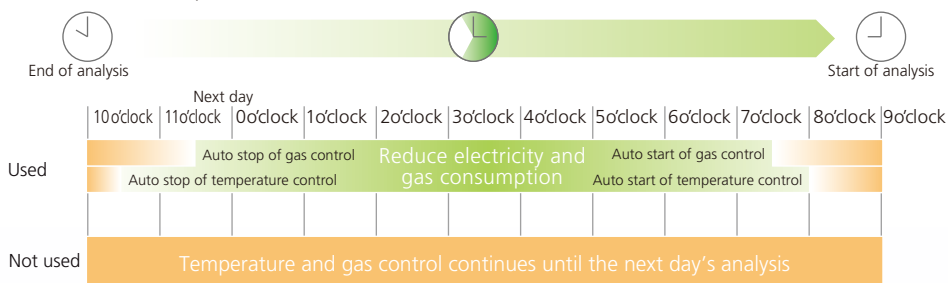 End of analysis
Start of analysis
Next day
10o'clock 11o'clock 0o'clock 1o'clock 2o'clock 3o'clock 4o'clock 5o'clock 6o'clock 7o'clock 8o'clock 9o'clock
Used
Auto stop of gas control
Auto stop of temperature control
Reduce electricity and
gas consumption
Auto start of gas control
Auto start of temperature control
Not used
Temperature and gas control continues until the next day's analysis